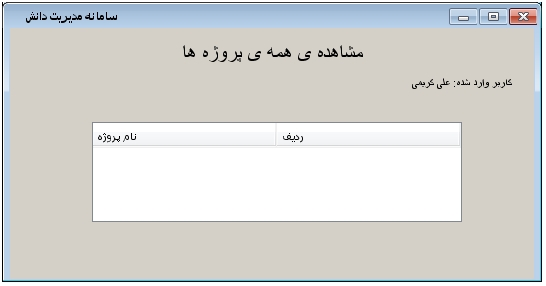 سامانه مدیریت دانش
مشاهده ی همه ی پروژه ها
کاربر وارد شده: علی کریمی
ردیف نام پروژه